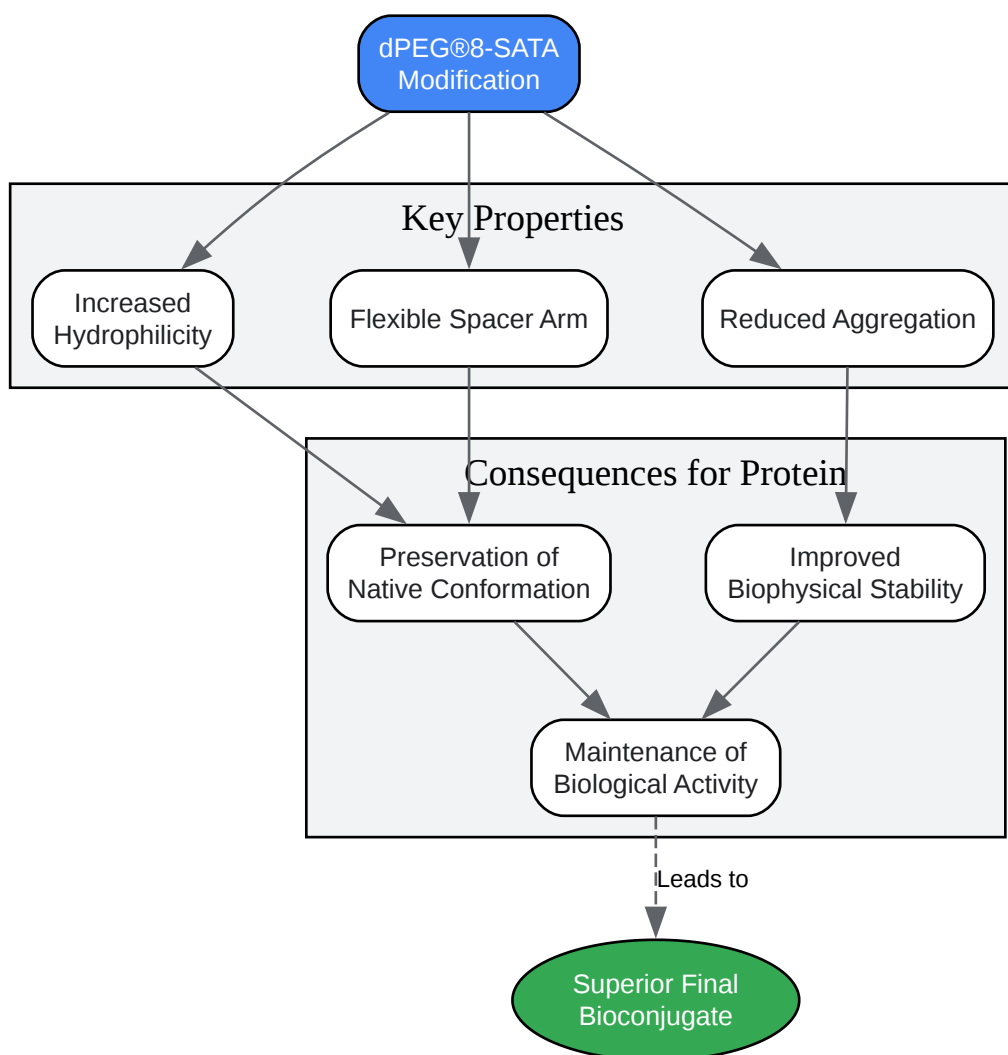 dPEG®8-SATA
Modification
Key Properties
Increased
Hydrophilicity
Flexible Spacer Arm
Reduced Aggregation
Consequences for Protein
Preservation of
Native Conformation
Improved
Biophysical Stability
Maintenance of
Biological Activity
Leads to
Superior Final
Bioconjugate